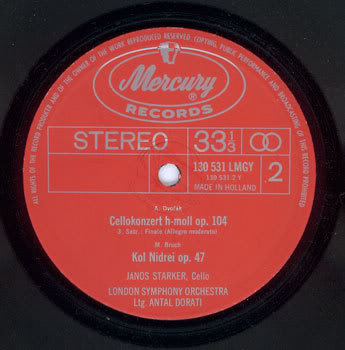 ALL RIGHTS OF THE RECORD PRODUCER AND OF THE OWNER OF THE WORK REPRODUCED RESERVED. COPYING, PUBLIC PERFORMANCE AND BROADCASTING OF THIS RECORD PROHIBITED
Mercury
®
RECORDS
STEREO 33 1/3
130 531 LMGY
130 531 2 Y
MADE IN HOLLAND
2
A. Dvořák
Cellokonzert h-moll op. 104
3. Satz: Finale (Allegro moderato)
M. Bruch
Kol Nidrei op. 47
JANOS STARKER, Cello
LONDON SYMPHONY ORCHESTRA
Ltg. ANTAL DORATI